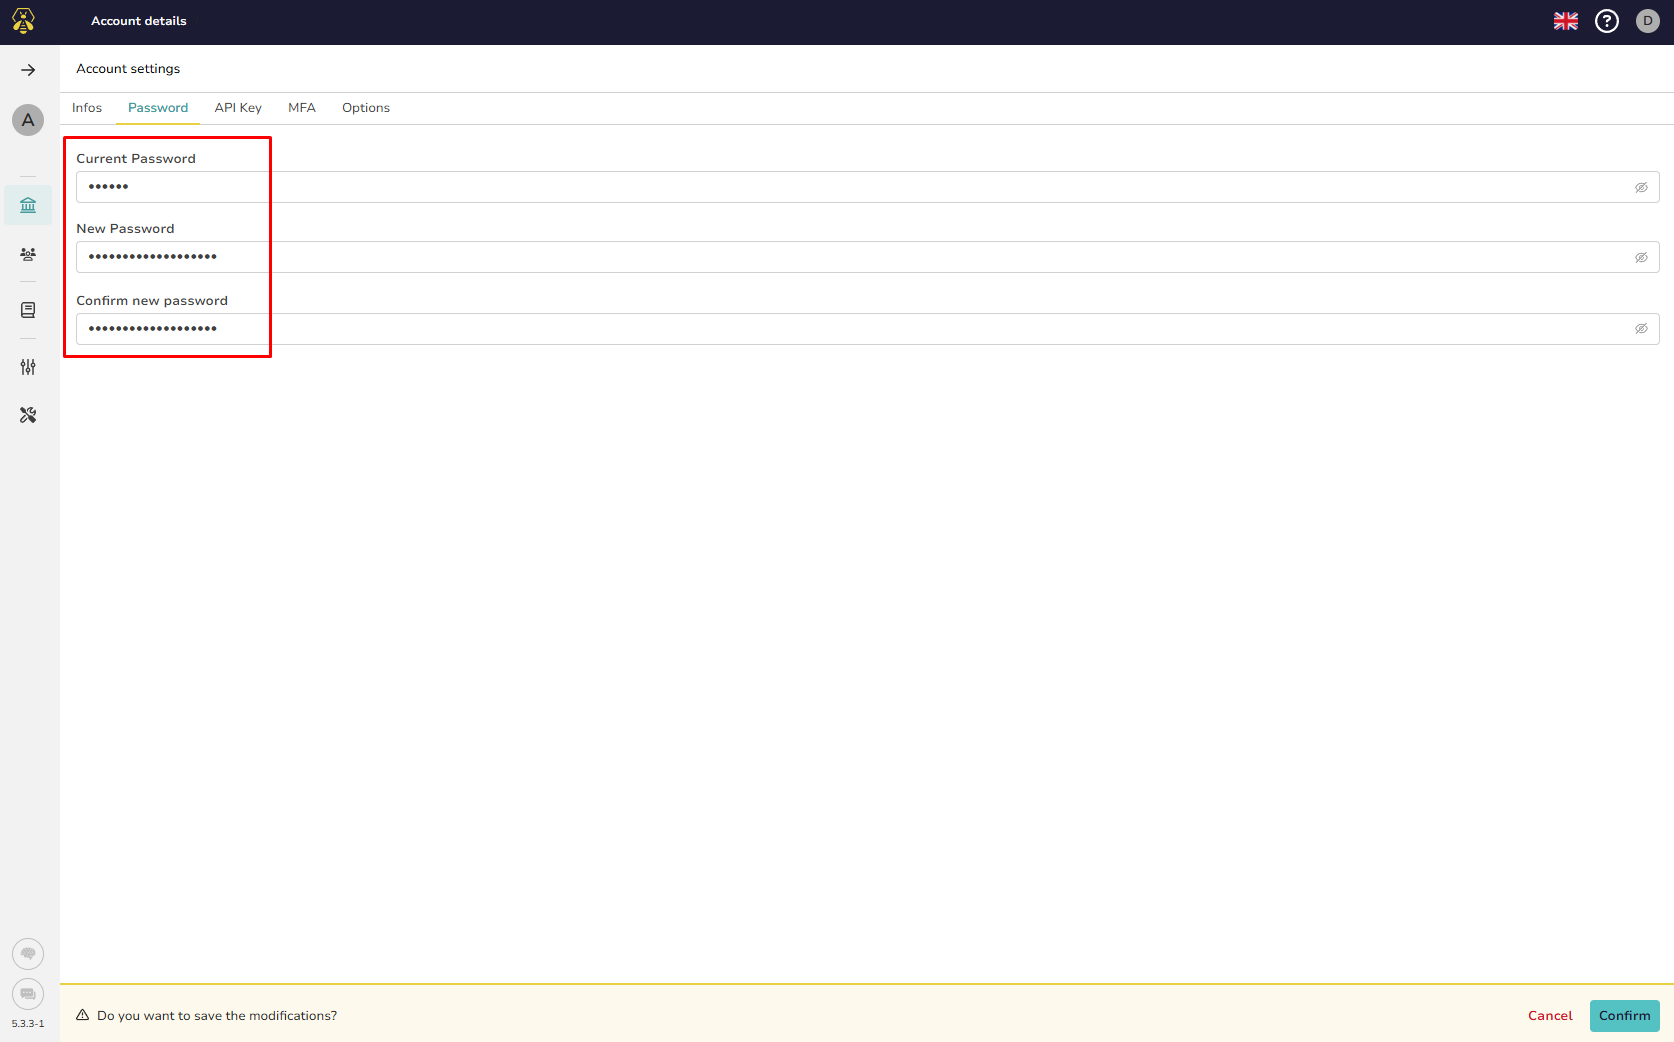 Account details
?
D
Account settings
Infos Password API Key MFA Options
A
Current Password
••••••
New Password
•••••••••••••••••••
Confirm new password
•••••••••••••••••••
Do you want to save the modifications?
Cancel Confirm
5.3.3-1